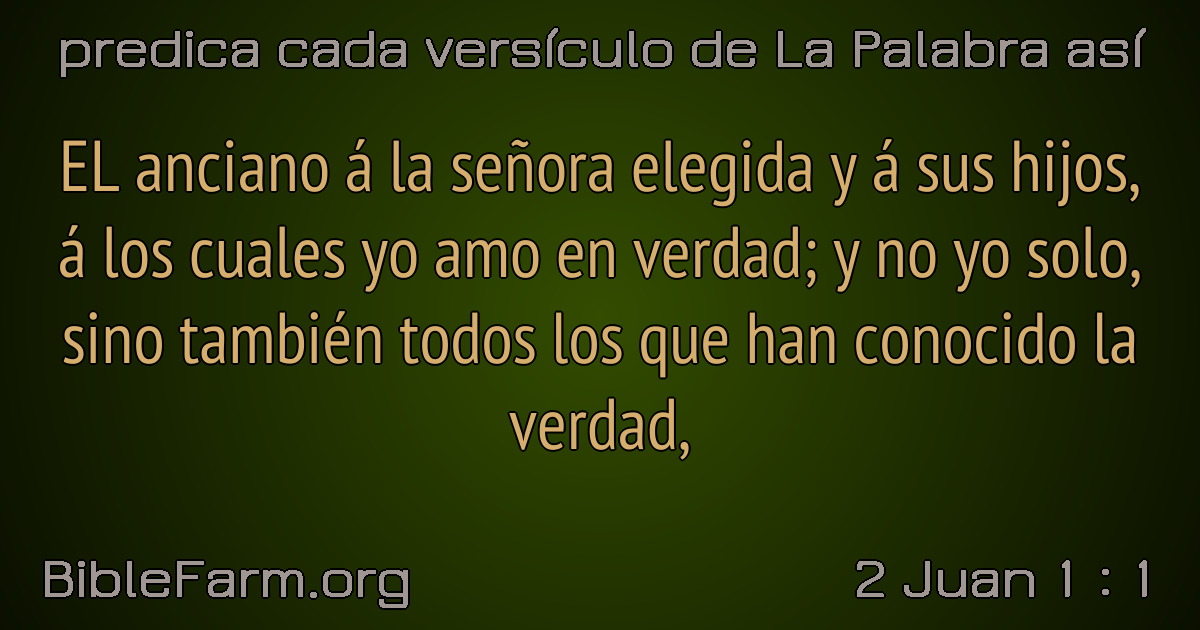 predica cada versículo de La Palabra así
EL anciano á la señora elegida y á sus hijos,
á los cuales yo amo en verdad; y no yo solo,
sino también todos los que han conocido la
verdad,
BibleFarm.org
2 Juan 1 : 1